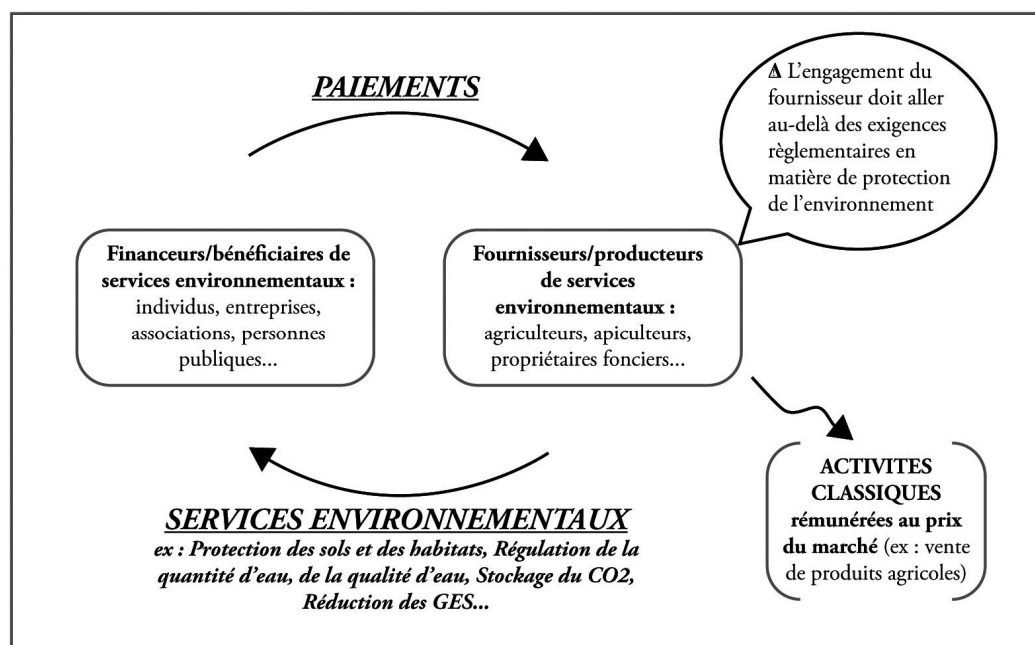 PAIEMENTS
⚠ L’engagement du
fournisseur doit aller
au-delà des exigences
règlementaires en
matière de protection
de l’environnement
Financeurs/bénéficiaires de
services environnementaux :
individus, entreprises,
associations, personnes
publiques...
Fournisseurs/producteurs
de services
environnementaux :
agriculteurs, apiculteurs,
propriétaires fonciers...
SERVICES ENVIRONNEMENTAUX
ex : Protection des sols et des habitats, Régulation de la
quantité d’eau, de la qualité d’eau, Stockage du CO2,
Réduction des GES...
ACTIVITES
CLASSIQUES
rémunérées au prix
du marché (ex : vente
de produits agricoles)